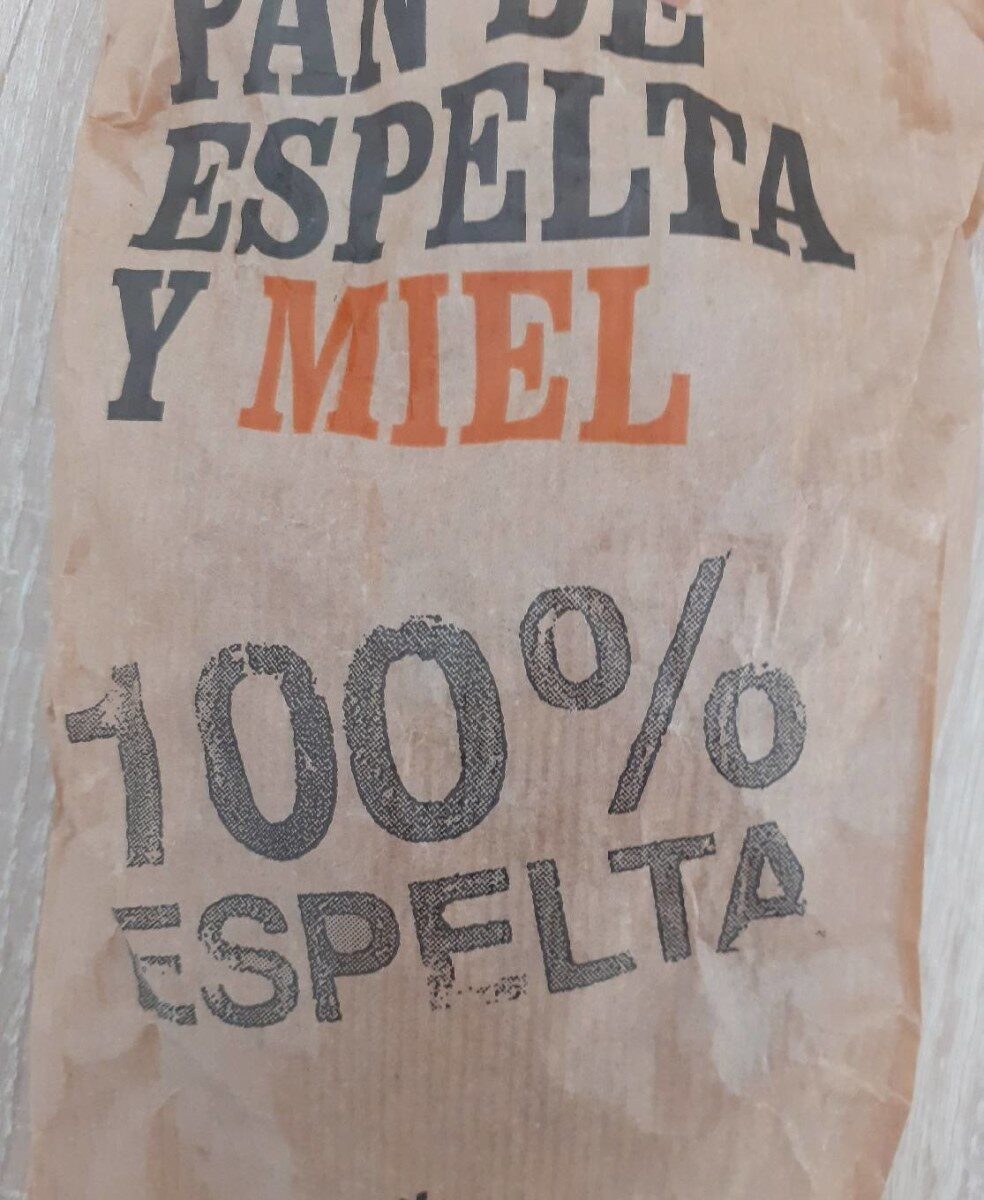 PAN DE
ESPELTA
Y MIEL
100%
ESPELTA